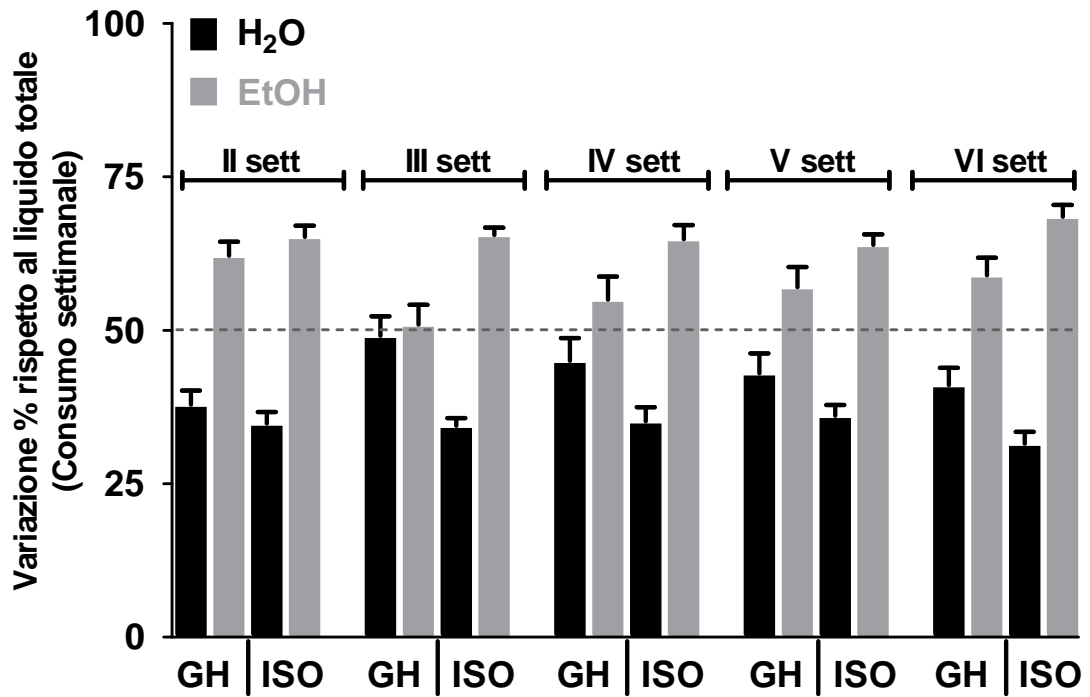 Variazione % rispetto al liquido totale
(Consumo settimanale)
100
75
50
25
0
H₂O
EtOH
II sett
III sett
IV sett
V sett
VI sett
GH ISO
GH ISO
GH ISO
GH ISO
GH ISO